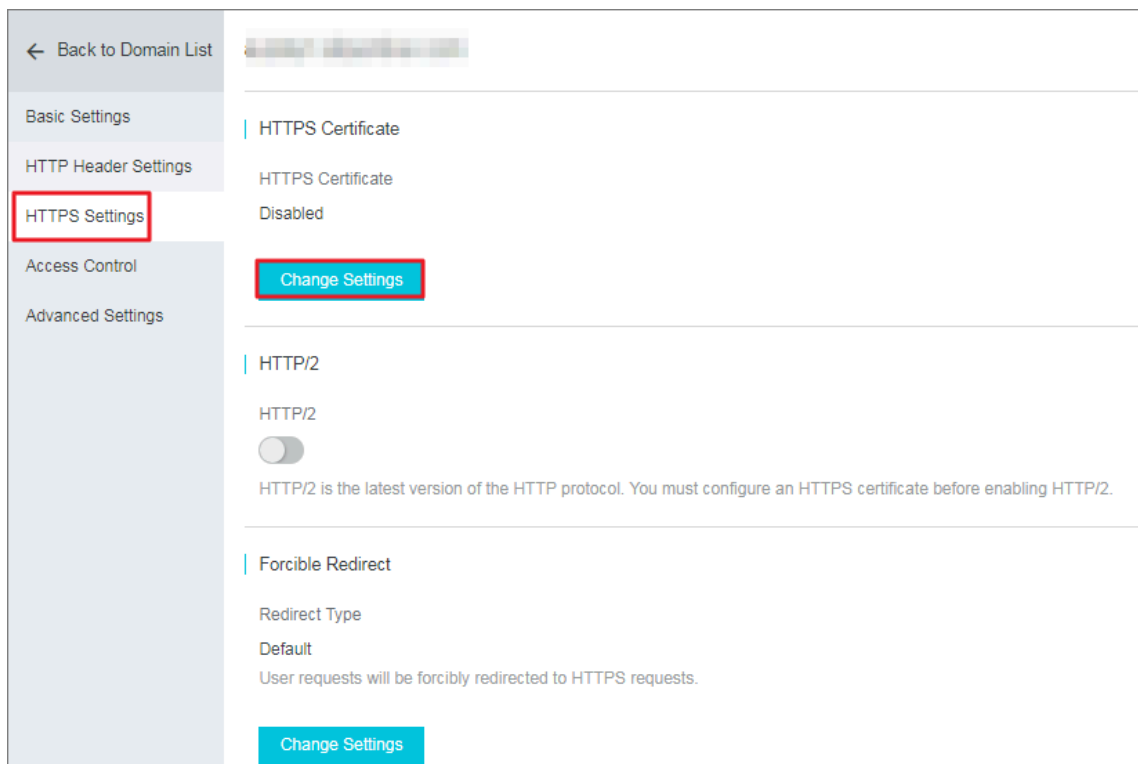 Back to Domain List
Basic Settings
HTTP Header Settings
HTTPS Settings
Access Control
Advanced Settings
HTTPS Certificate
HTTPS Certificate
Disabled
Change Settings
HTTP/2
HTTP/2
HTTP/2 is the latest version of the HTTP protocol. You must configure an HTTPS certificate before enabling HTTP/2.
Forcible Redirect
Redirect Type
Default
User requests will be forcibly redirected to HTTPS requests.
Change Settings